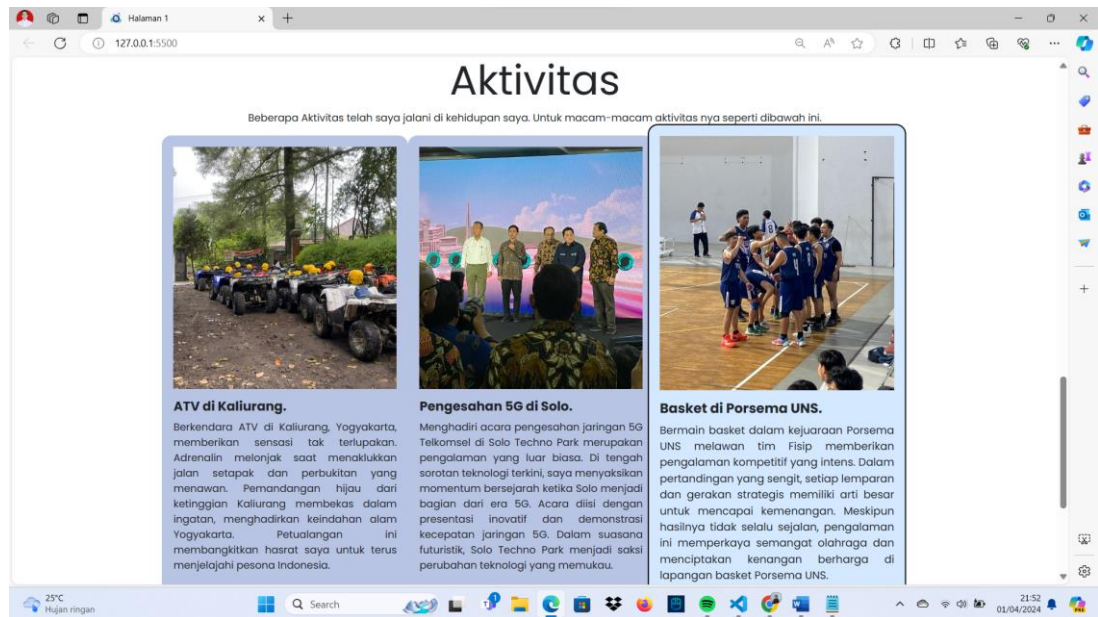 Halaman 1
127.0.0.1:5500
Aktivitas
Beberapa Aktivitas telah saya jalani di kehidupan saya. Untuk macam-macam aktivitas nya seperti dibawah ini.
ATV di Kaliurang.
Berkendara ATV di Kaliurang, Yogyakarta,
memberikan sensasi tak terlupakan.
Adrenalin melonjak saat menaklukkan
jalan setapak dan perbukitan yang
menawan. Pemandangan hijau dari
ketinggian Kaliurang membekas dalam
ingatan, menghadirkan keindahan alam
Yogyakarta. Petualangan ini
membangkitkan hasrat saya untuk terus
menjelajahi pesona Indonesia.
Pengesahan 5G di Solo.
Menghadiri acara pengesahan jaringan 5G
Telkomsel di Solo Techno Park merupakan
pengalaman yang luar biasa. Di tengah
sorotan teknologi terkini, saya menyaksikan
momentum bersejarah ketika Solo menjadi
bagian dari era 5G. Acara diisi dengan
presentasi inovatif dan demonstrasi
kecepatan jaringan 5G. Dalam suasana
futuristik, Solo Techno Park menjadi saksi
perubahan teknologi yang memukau.
Basket di Porsema UNS.
Bermain basket dalam kejuaraan Porsema
UNS melawan tim Fisip memberikan
pengalaman kompetitif yang intens. Dalam
pertandingan yang sengit, setiap lemparan
dan gerakan strategis memiliki arti besar
untuk mencapai kemenangan. Meskipun
hasilnya tidak selalu sejalan, pengalaman
ini memperkaya semangat olahraga dan
menciptakan kenangan berharga di
lapangan basket Porsema UNS.
25°C
Hujan ringan
Search
21:52
01/04/2024